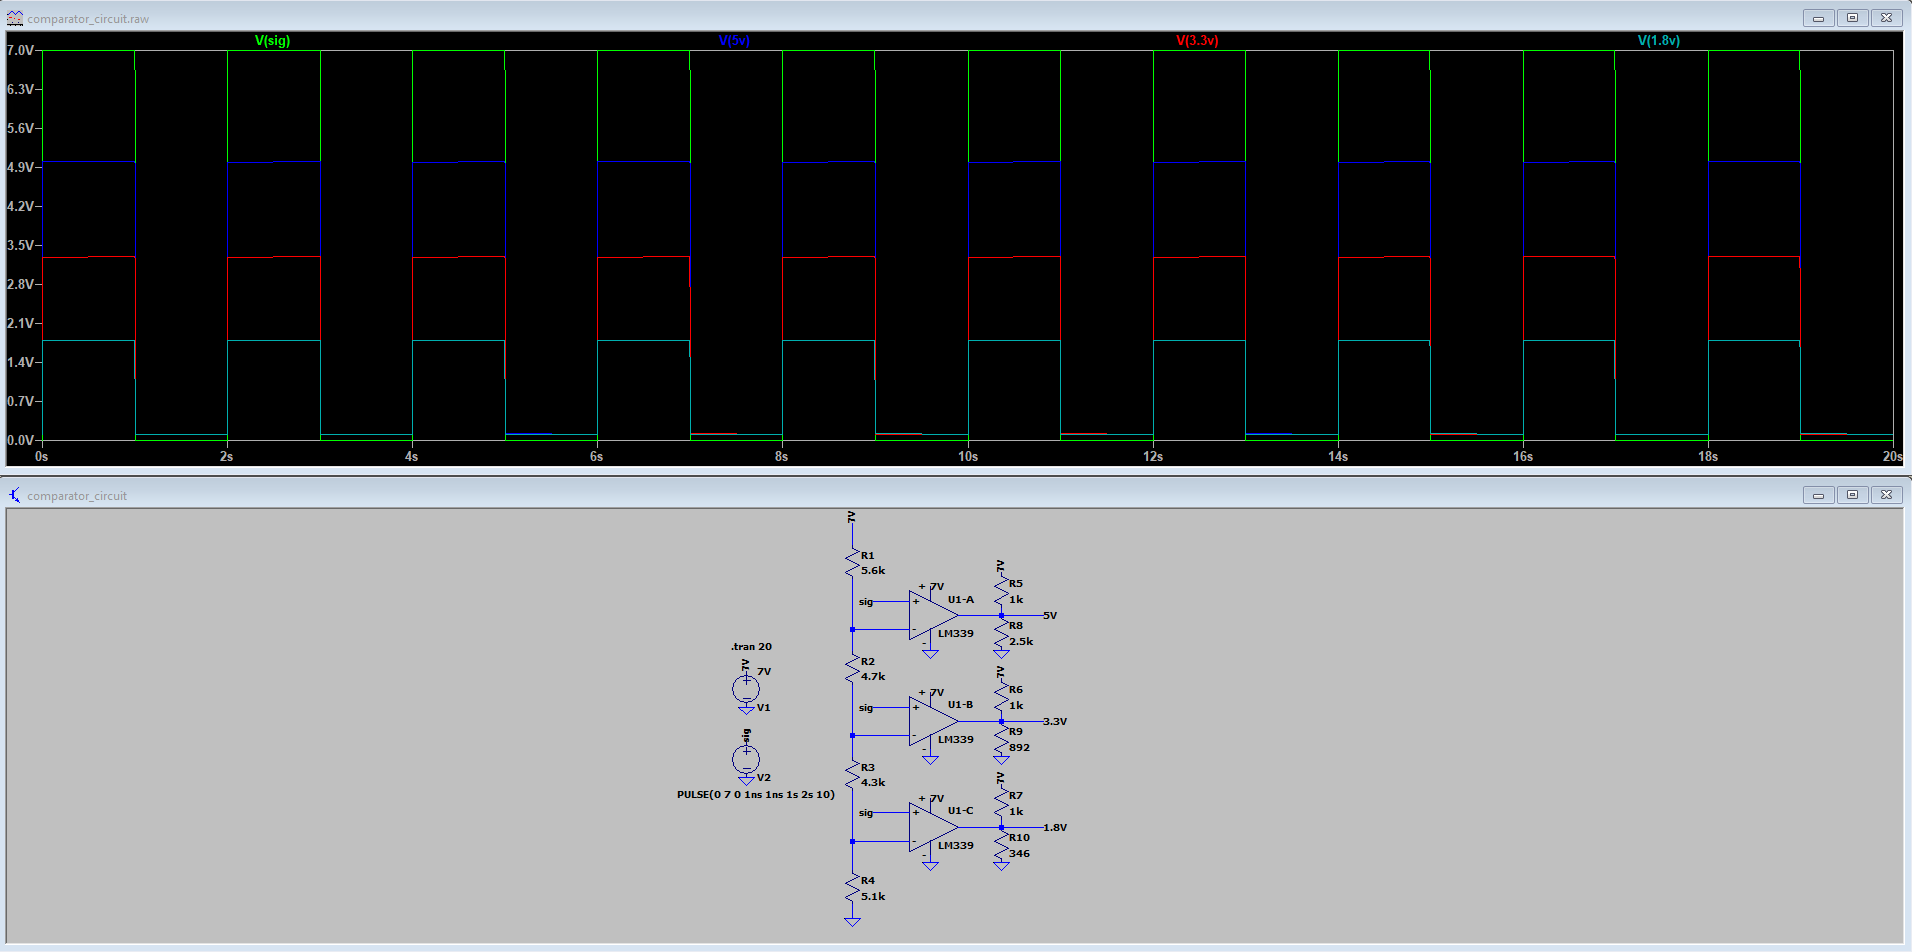 comparator_circuit.raw
V(sig) V(5v) V(3.3v) V(1.8v)
7.0V
6.3V
5.6V
4.9V
4.2V
3.5V
2.8V
2.1V
1.4V
0.7V
0.0V
0s 2s 4s 6s 8s 10s 12s 14s 16s 18s 20s
comparator_circuit
7V
R1
5.6k
7V
R5
1k
+ 7V
U1-A
sig
+
-
LM339
-
5V
R8
2.5k
R2
4.7k
7V
R6
1k
+ 7V
U1-B
sig
+
-
LM339
-
3.3V
R9
892
R3
4.3k
7V
R7
1k
+ 7V
U1-C
sig
+
-
LM339
-
1.8V
R10
346
R4
5.1k
.tran 20
7V
7V
+
-
V1
sig
+
-
V2
PULSE(0 7 0 1ns 1ns 1s 2s 10)